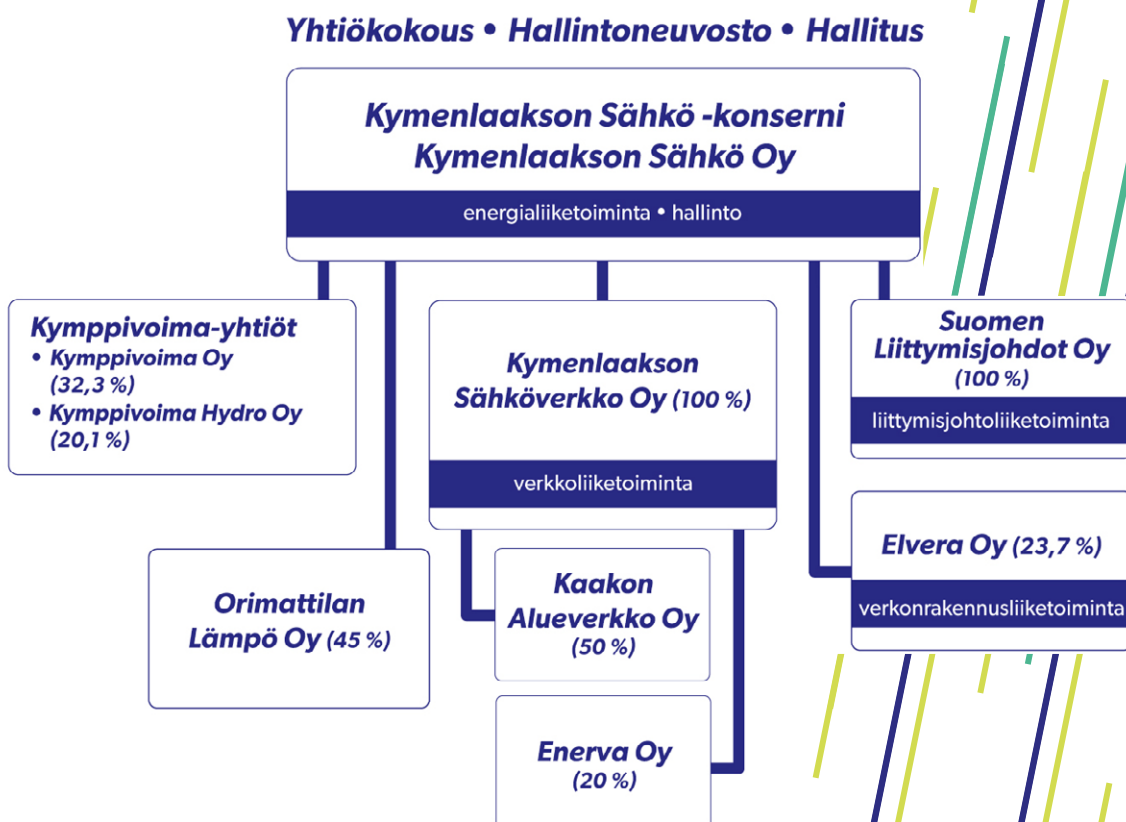 Yhtiökokous • Hallintoneuvosto • Hallitus
Kymenlaakson Sähkö -konserni
Kymenlaakson Sähkö Oy
energialiiketoiminta • hallinto
Kymppivoima-yhtiöt
• Kymppivoima Oy
(32,3 %)
• Kymppivoima Hydro Oy
(20,1 %)
Kymenlaakson
Sähköverkko Oy (100 %)
verkkoliiketoiminta
Suomen
Liittymisjohdot Oy
(100 %)
liittymisjohtoliiketoiminta
Elvera Oy (23,7 %)
verkonrakennusliiketoiminta
Orimattilan
Lämpö Oy (45 %)
Kaakon
Alueverkko Oy
(50 %)
Enerva Oy
(20 %)